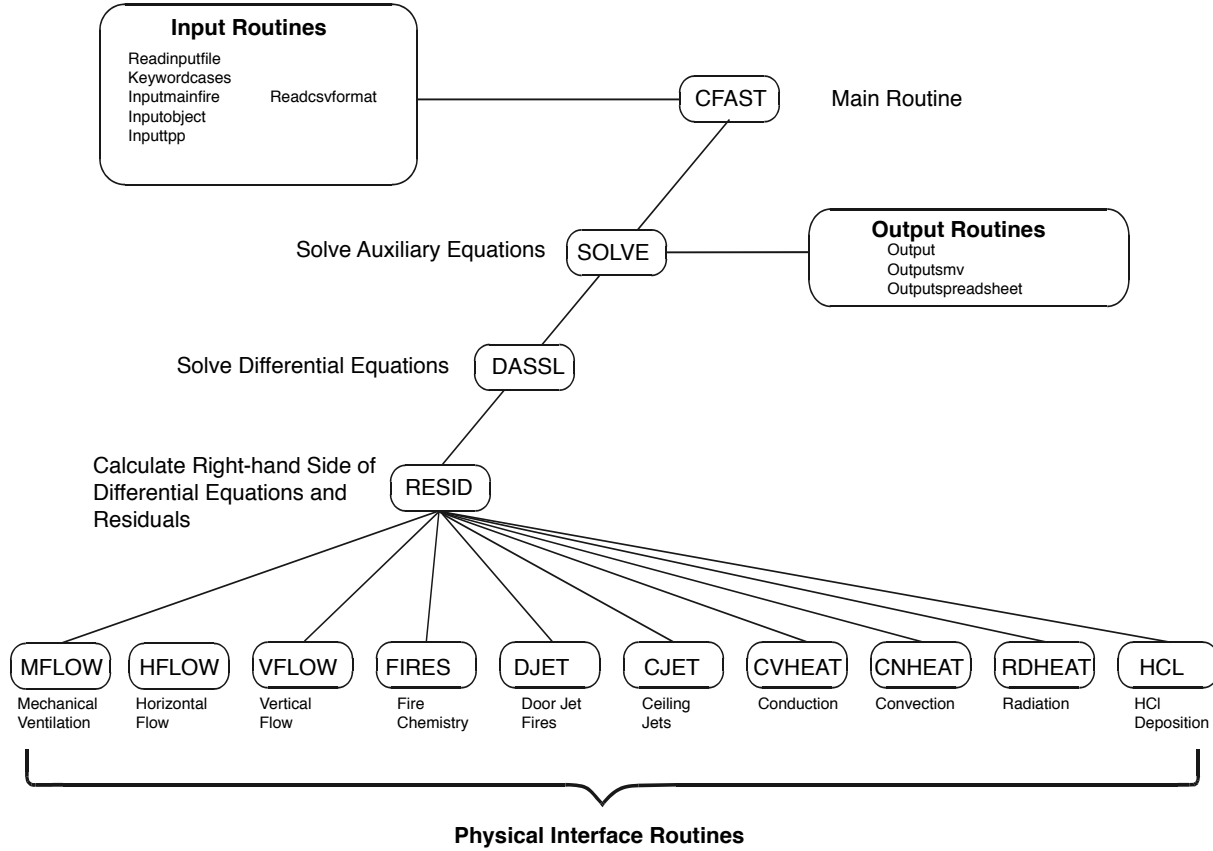 Input Routines
Readinputfile
Keywordcases
Inputmainfire Readcsvformat
Inputobject
Inputtpp
CFAST Main Routine
Solve Auxiliary Equations SOLVE
Output Routines
Output
Outputsmv
Outputspreadsheet
Solve Differential Equations DASSL
Calculate Right-hand Side of
Differential Equations and
Residuals
RESID
MFLOW
Mechanical
Ventilation
HFLOW
Horizontal
Flow
VFLOW
Vertical
Flow
FIRES
Fire
Chemistry
DJET
Door Jet
Fires
CJET
Ceiling
Jets
CVHEAT
Conduction
CNHEAT
Convection
RDHEAT
Radiation
HCL
HCl
Deposition
Physical Interface Routines